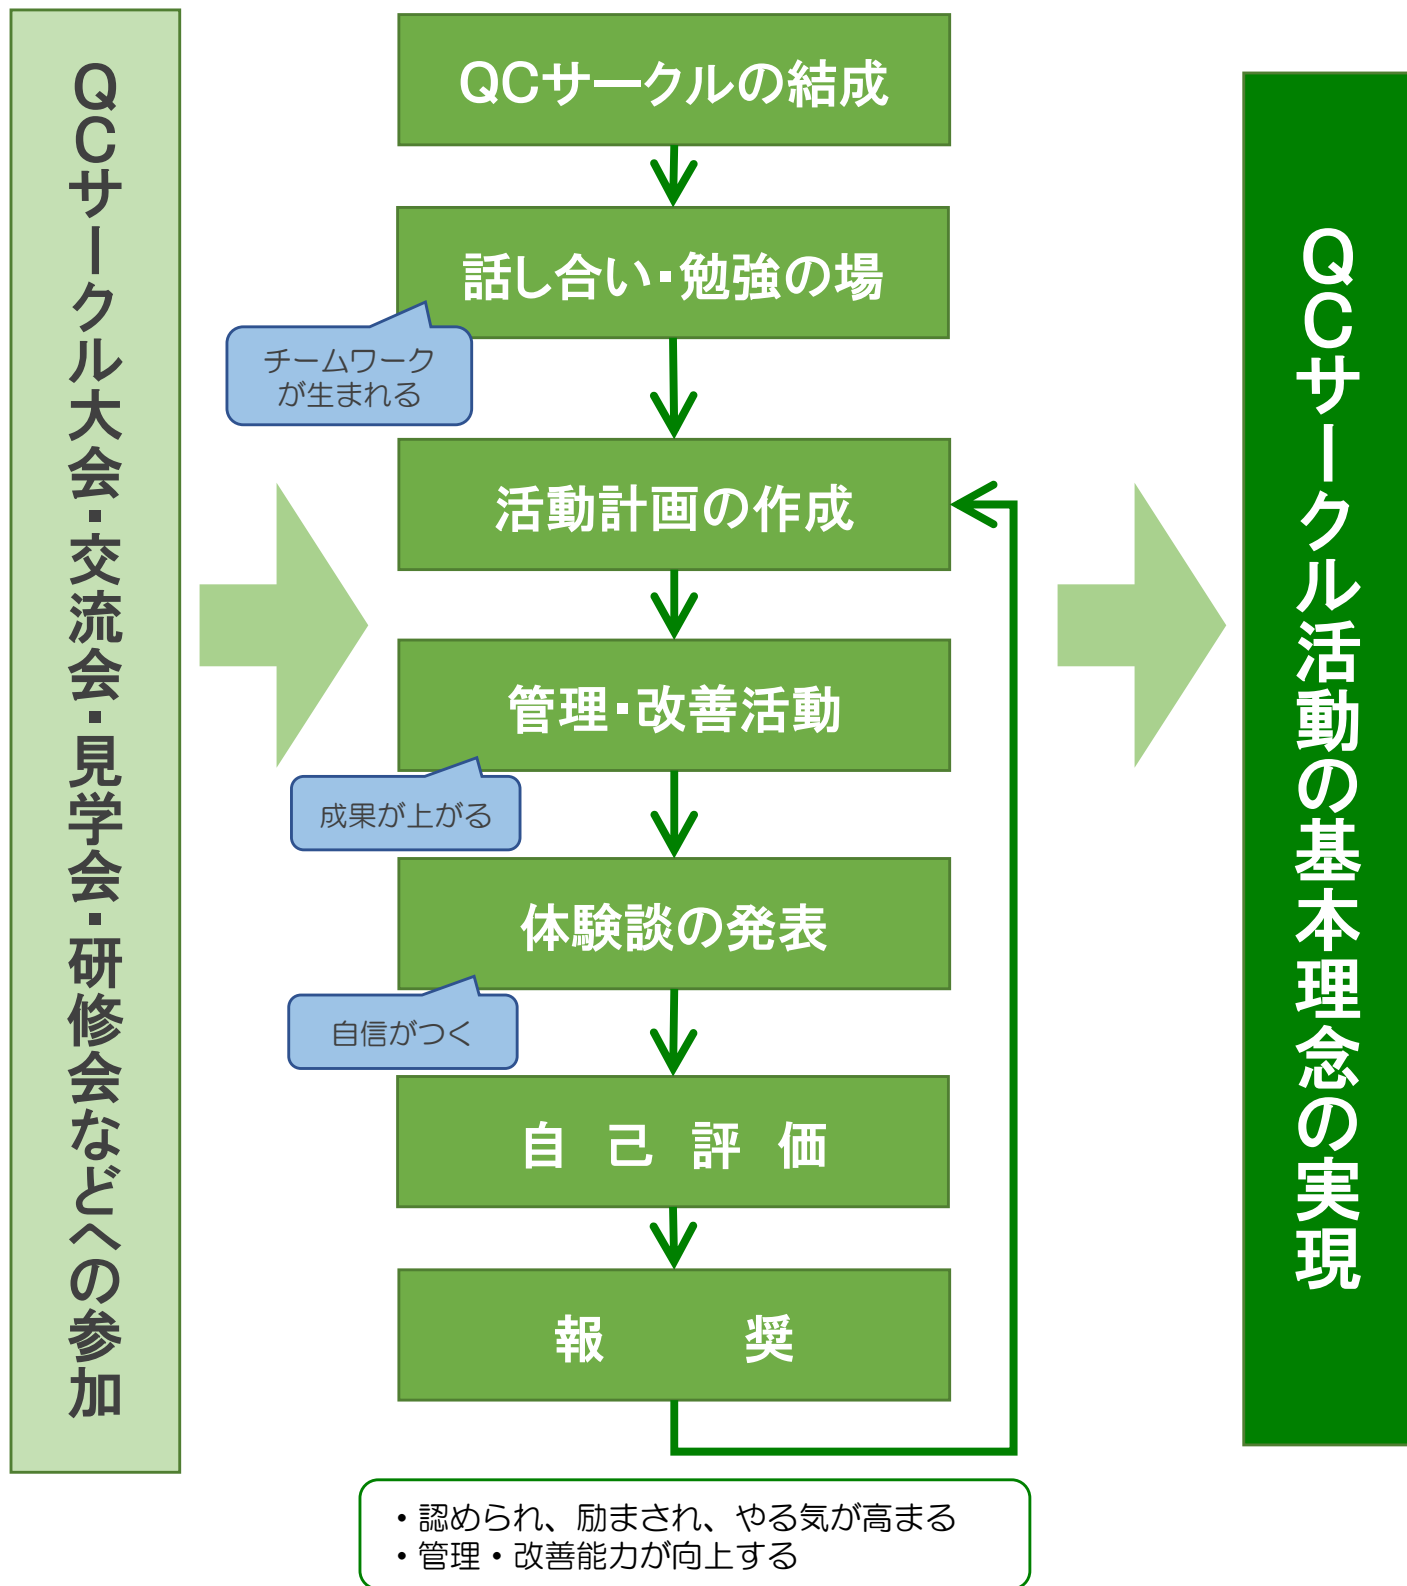 QCサークル大会・交流会・見学会・研修会などへの参加
QCサークルの結成
話し合い・勉強の場
チームワーク
が生まれる
活動計画の作成
管理・改善活動
成果が上がる
体験談の発表
自信がつく
自己評価
報奨
・認められ、励まされ、やる気が高まる
・管理・改善能力が向上する
QCサークル活動の基本理念の実現